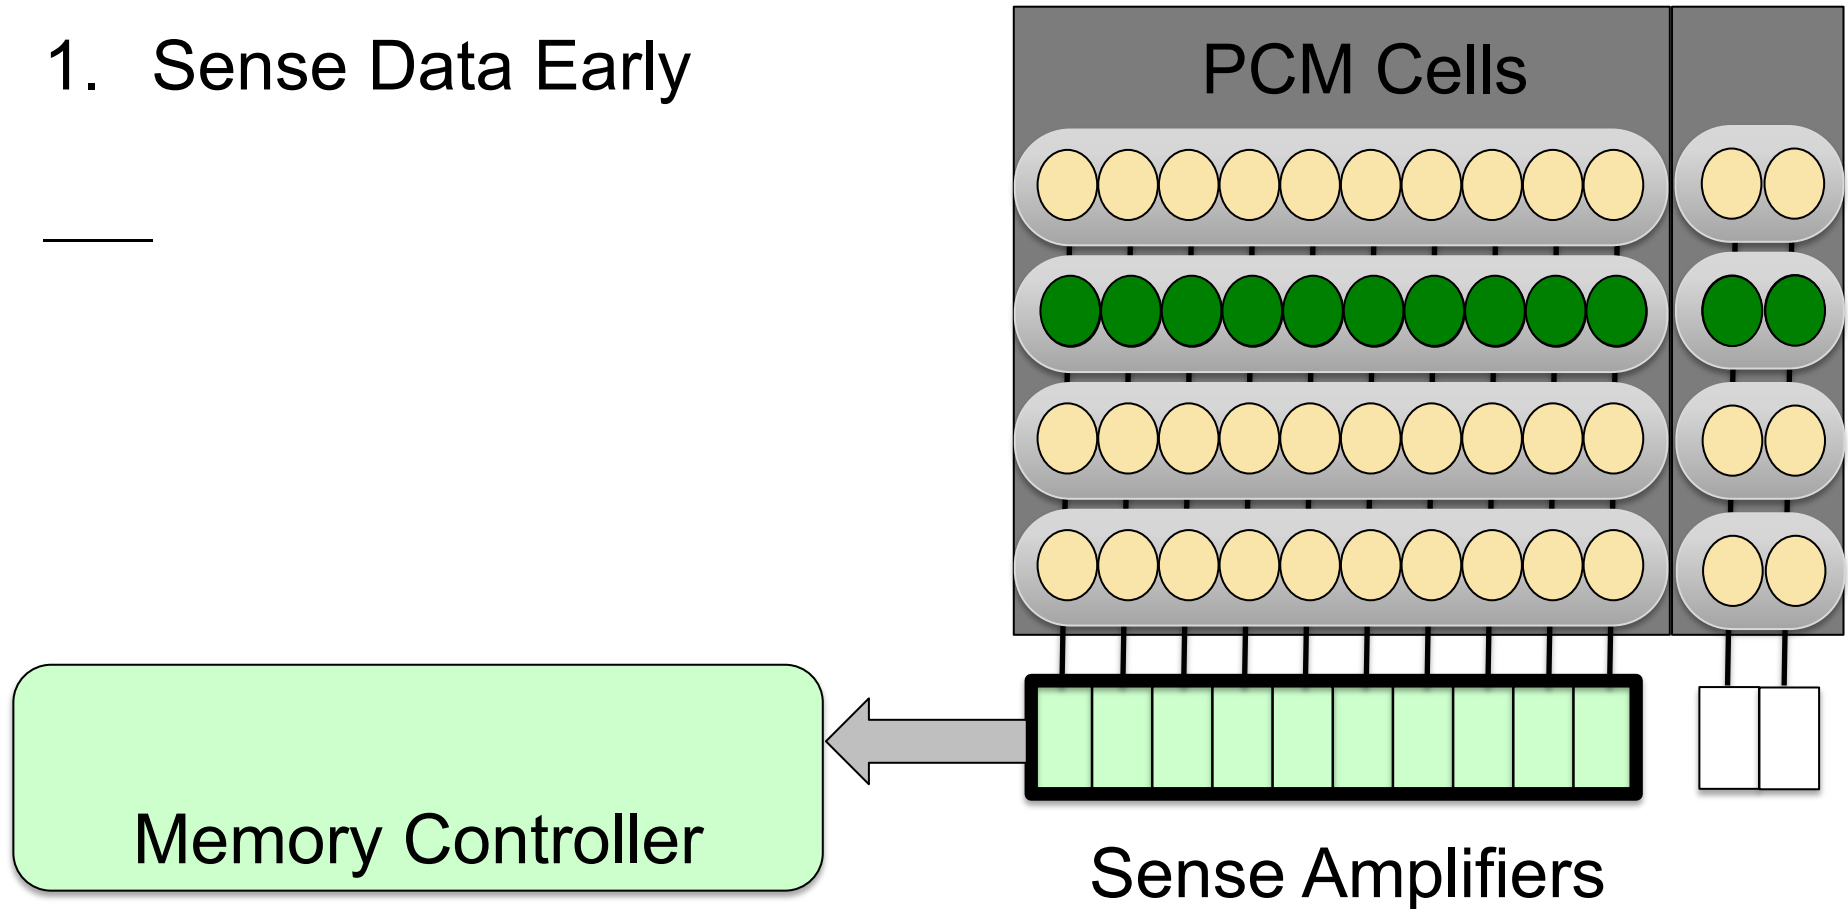 1. Sense Data Early
PCM Cells
Memory Controller
Sense Amplifiers